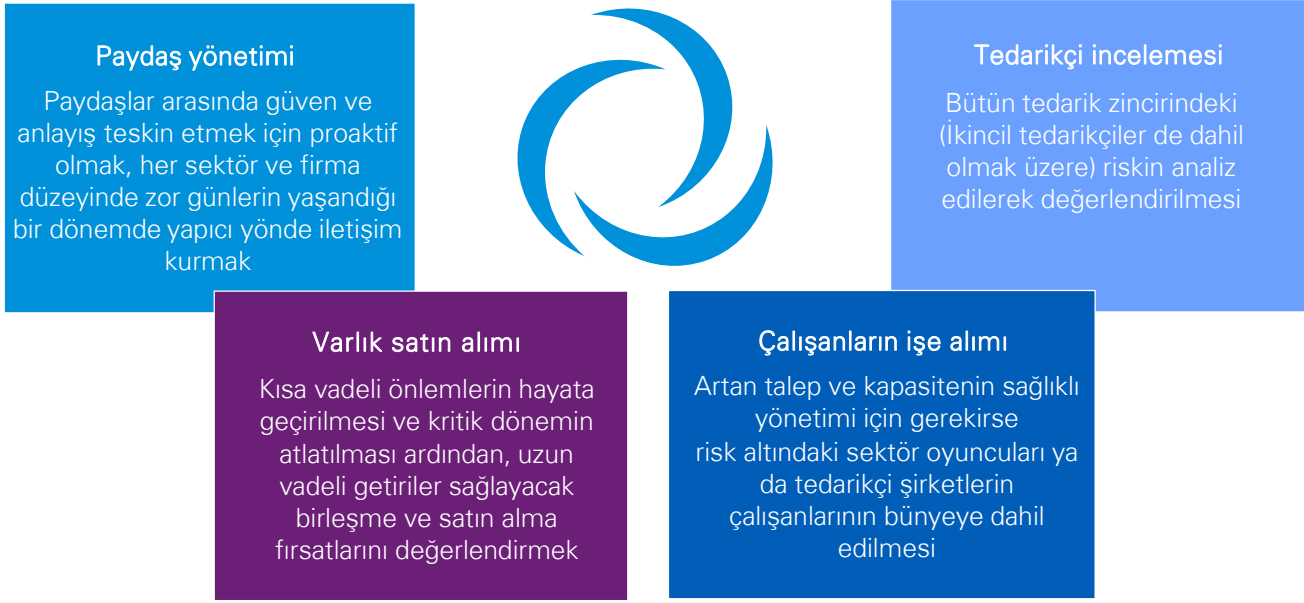 Paydaş yönetimi
Paydaşlar arasında güven ve
anlayış teskin etmek için proaktif
olmak, her sektör ve firma
düzeyinde zor günlerin yaşandığı
bir dönemde yapıcı yönde iletişim
kurmak
Tedarikçi incelemesi
Bütün tedarik zincirindeki
(İkincil tedarikçiler de dahil
olmak üzere) riskin analiz
edilerek değerlendirilmesi
Varlık satın alımı
Kısa vadeli önlemlerin hayata
geçirilmesi ve kritik dönemin
atlatılması ardından, uzun
vadeli getiriler sağlayacak
birleşme ve satın alma
fırsatlarını değerlendirmek
Çalışanların işe alımı
Artan talep ve kapasitenin sağlıklı
yönetimi için gerekirse
risk altındaki sektör oyuncuları ya
da tedarikçi şirketlerin
çalışanlarının bünyeye dahil
edilmesi